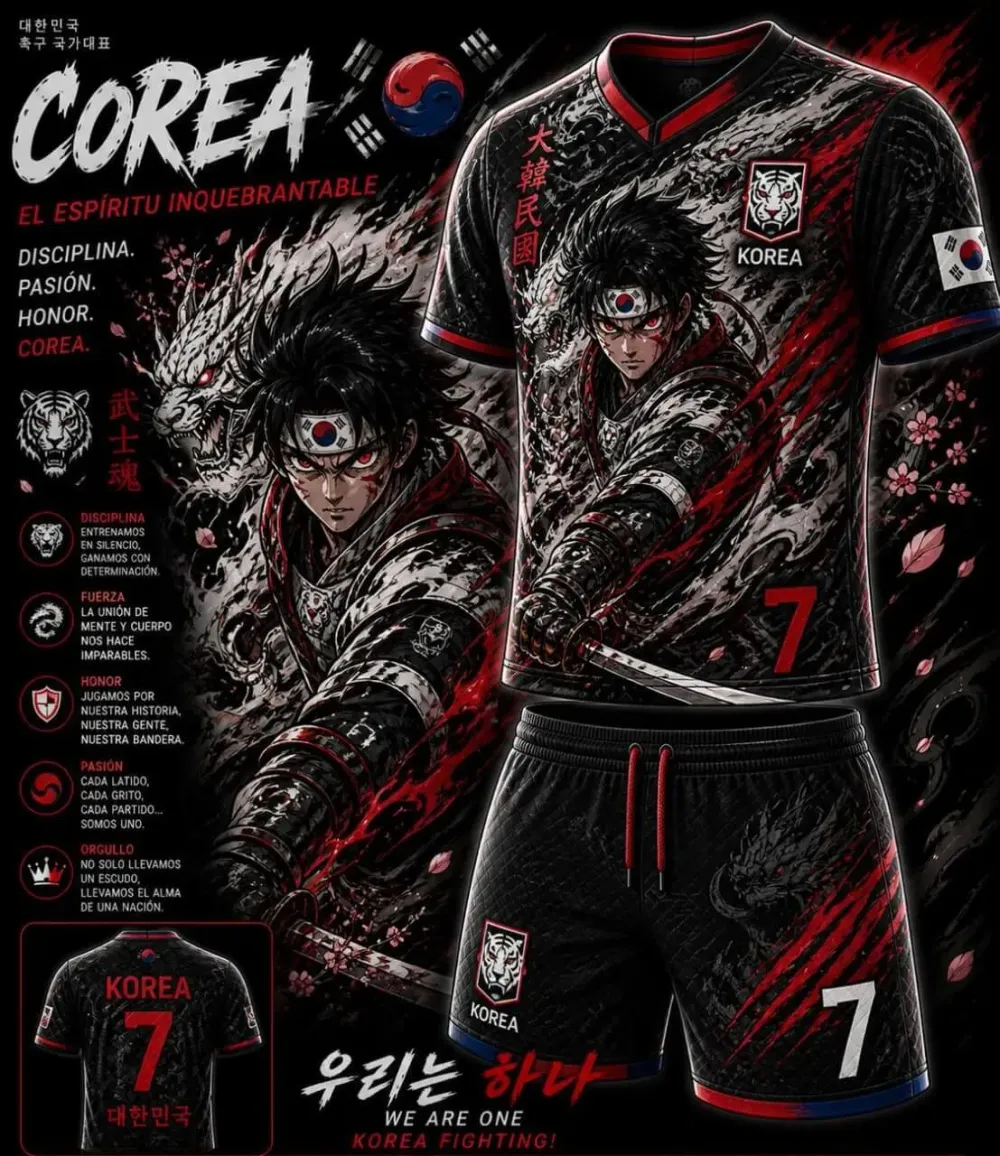 대한민국
축구 국가대표
COREA
EL ESPÍRITU INQUEBRANTABLE
DISCIPLINA.
PASIÓN.
HONOR.
COREA.
武士魂
DISCIPLINA
ENTRENAMOS
EN SILENCIO,
GANAMOS CON
DETERMINACIÓN.
FUERZA
LA UNIÓN DE
MENTE Y CUERPO
NOS HACE
IMPARABLES.
HONOR
JUGAMOS POR
NUESTRA HISTORIA,
NUESTRA GENTE,
NUESTRA BANDERA.
PASIÓN
CADA LATIDO,
CADA GRITO,
CADA PARTIDO...
SOMOS UNO.
ORGULLO
NO SOLO LLEVAMOS
UN ESCUDO,
LLEVAMOS EL ALMA
DE UNA NACIÓN.
大韓民國
KOREA
7
KOREA
7
KOREA
7
대한민국
우리는 하나
WE ARE ONE
KOREA FIGHTING!